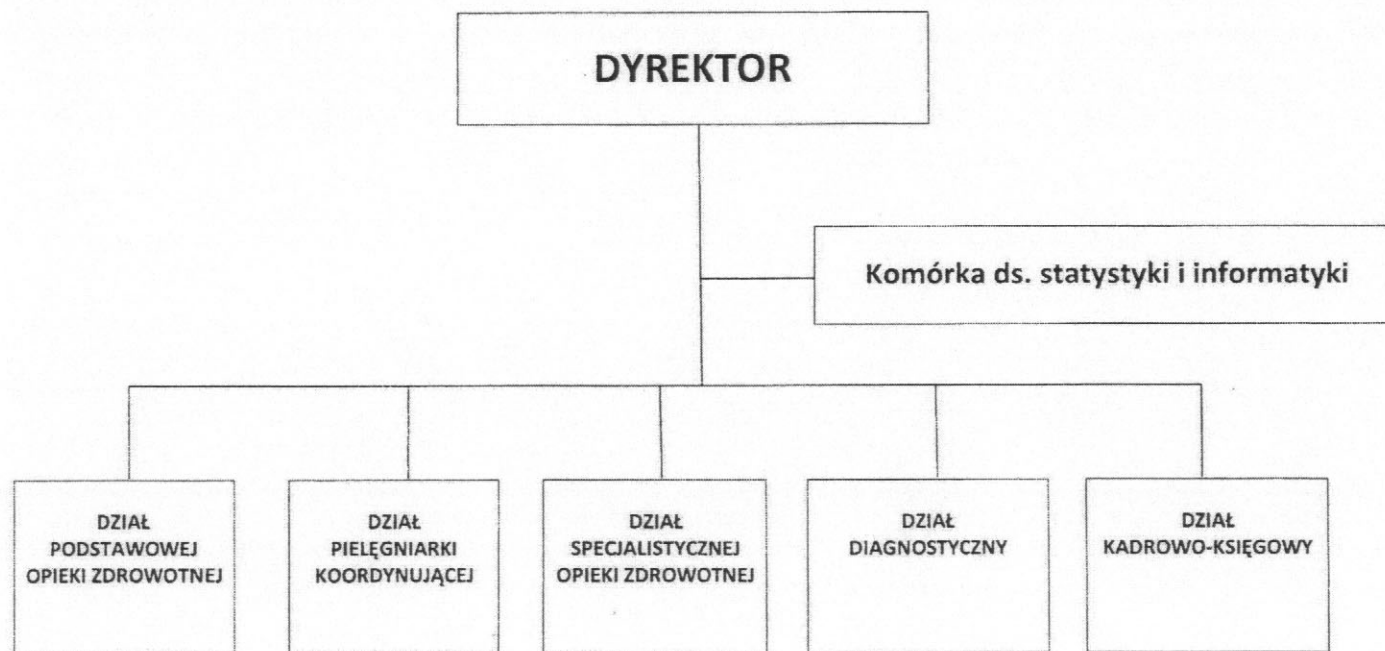 DYREKTOR
Komórka ds. statystyki i informatyki
DZIAŁ
PODSTAWOWEJ
OPIEKI ZDROWOTNEJ
DZIAŁ
PIELĘGNIARKI
KOORDYNUJĄCEJ
DZIAŁ
SPECJALISTYCZNEJ
OPIEKI ZDROWOTNEJ
DZIAŁ
DIAGNOSTYCZNY
DZIAŁ
KADROWO-KSIĘGOWY